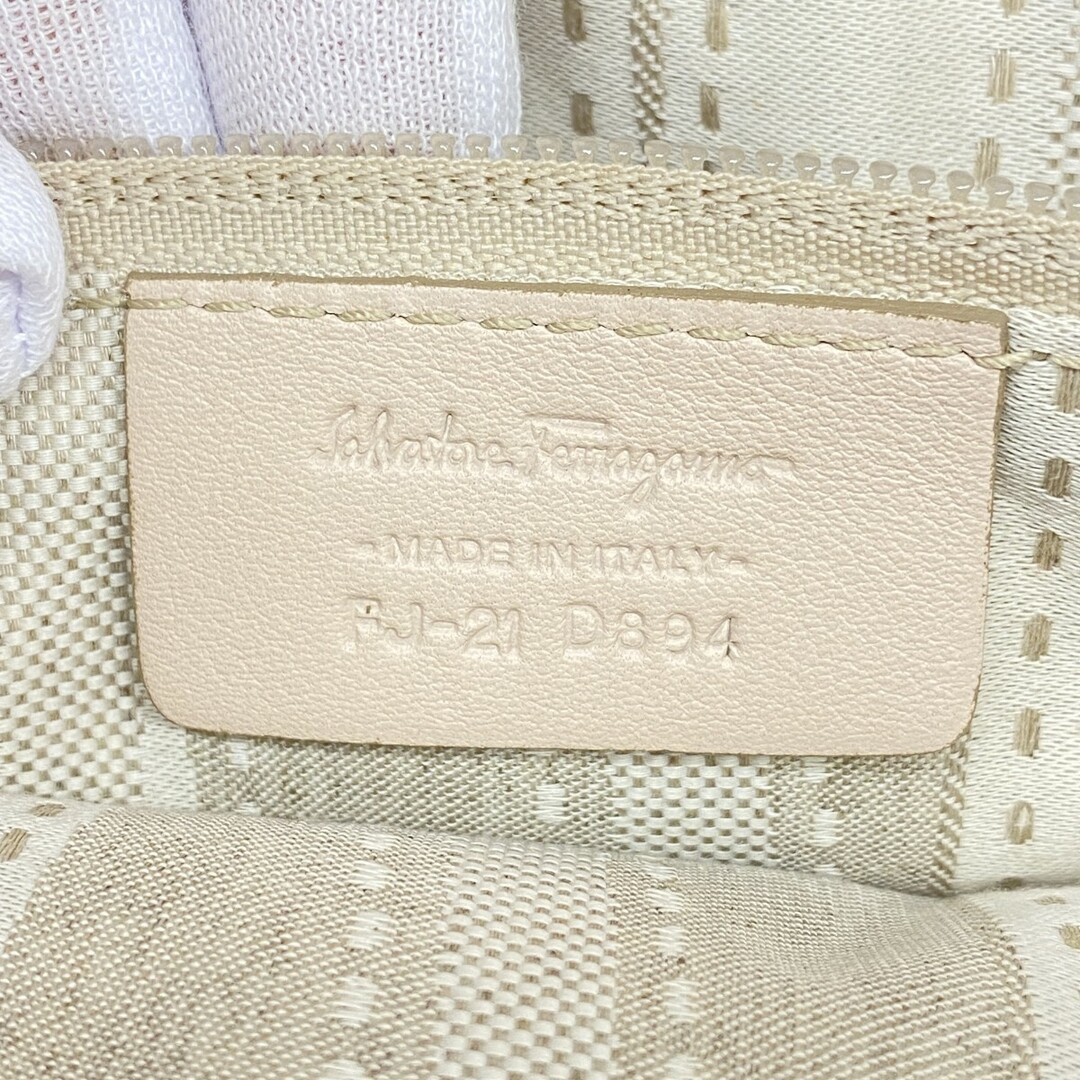 Salvatore Ferragamo
-MADE IN ITALY-
FJ-21 D894